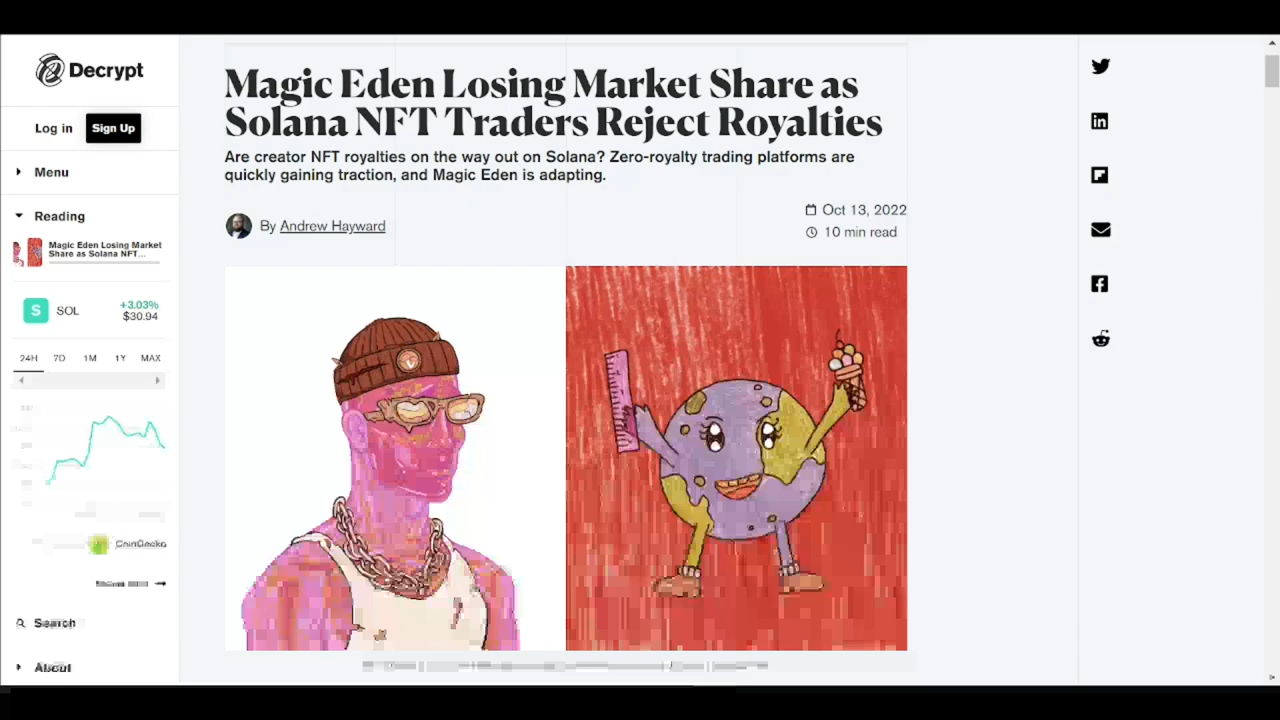 Decrypt
Log in
Sign Up
Menu
Reading
Magic Eden Losing Market
Share as Solana NFT...
S
SOL
+3.03%
$30.94
24H 7D 1M 1Y MAX
CoinGecko
Search
About
Magic Eden Losing Market Share as
Solana NFT Traders Reject Royalties
Are creator NFT royalties on the way out on Solana? Zero-royalty trading platforms are
quickly gaining traction, and Magic Eden is adapting.
By Andrew Hayward
Oct 13, 2022
10 min read